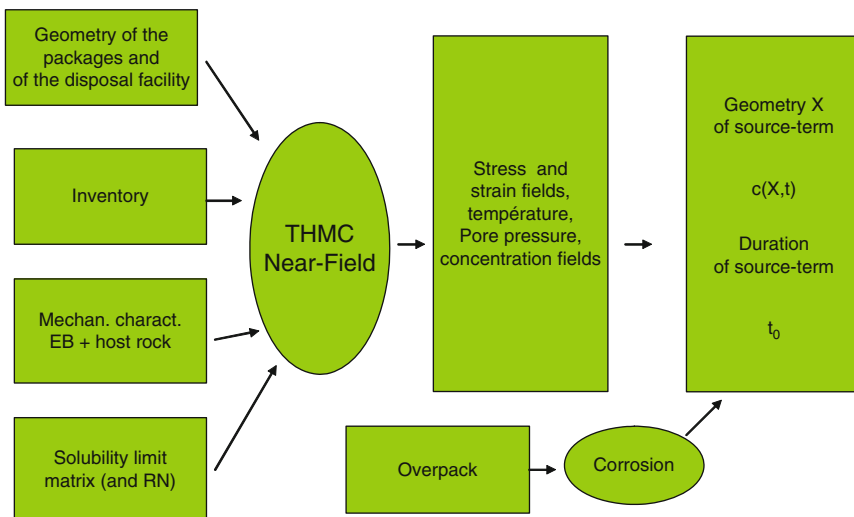 Geometry of the
packages and
of the disposal facility
Inventory
Mechan. charact.
EB + host rock
Solubility limit
matrix (and RN)
THMC
Near-Field
Stress and
strain fields,
température,
Pore pressure,
concentration fields
Overpack
Corrosion
Geometry X
of source-term
c(X,t)
Duration
of source-term
t₀